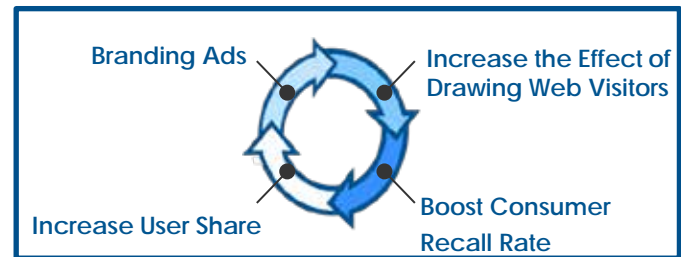 Branding Ads
Increase the Effect of
Drawing Web Visitors
Increase User Share
Boost Consumer
Recall Rate